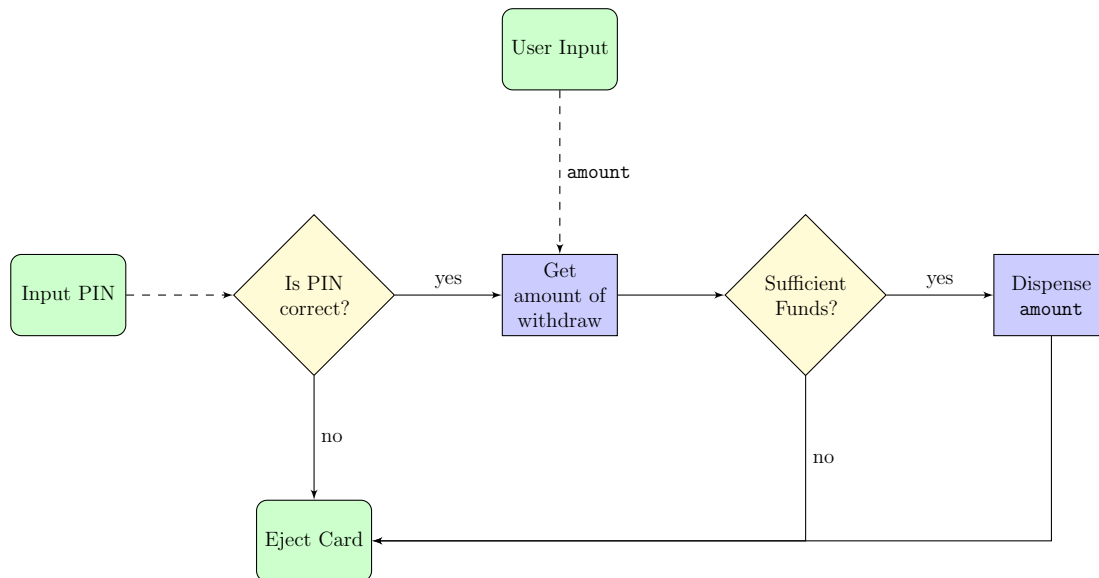 User Input
amount
Input PIN
Is PIN
correct?
yes
Get
amount of
withdraw
Sufficient
Funds?
yes
Dispense
amount
no
no
Eject Card